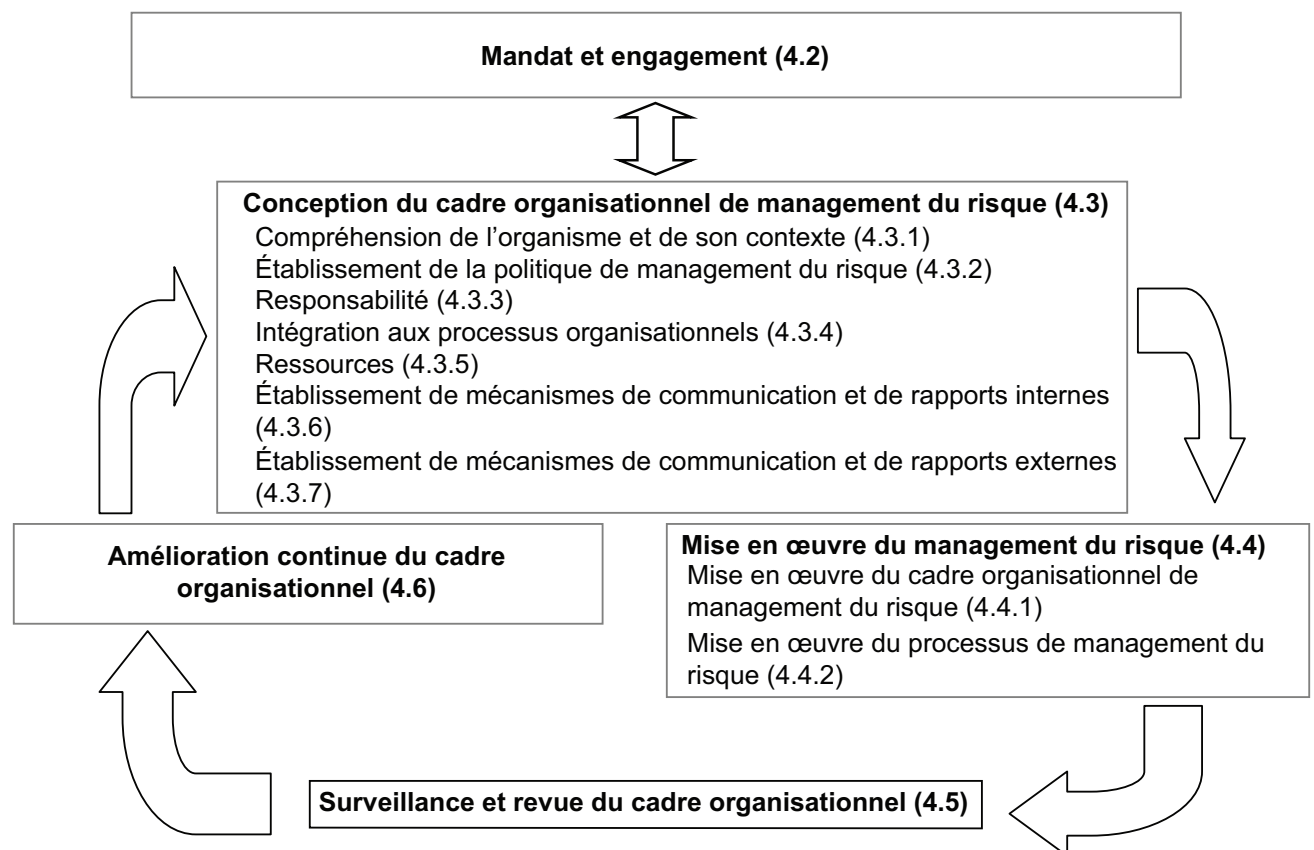 Mandat et engagement (4.2)
Conception du cadre organisationnel de management du risque (4.3)
Compréhension de l’organisme et de son contexte (4.3.1)
Établissement de la politique de management du risque (4.3.2)
Responsabilité (4.3.3)
Intégration aux processus organisationnels (4.3.4)
Ressources (4.3.5)
Établissement de mécanismes de communication et de rapports internes
(4.3.6)
Établissement de mécanismes de communication et de rapports externes
(4.3.7)
Amélioration continue du cadre
organisationnel (4.6)
Mise en œuvre du management du risque (4.4)
Mise en œuvre du cadre organisationnel de
management du risque (4.4.1)
Mise en œuvre du processus de management du
risque (4.4.2)
Surveillance et revue du cadre organisationnel (4.5)